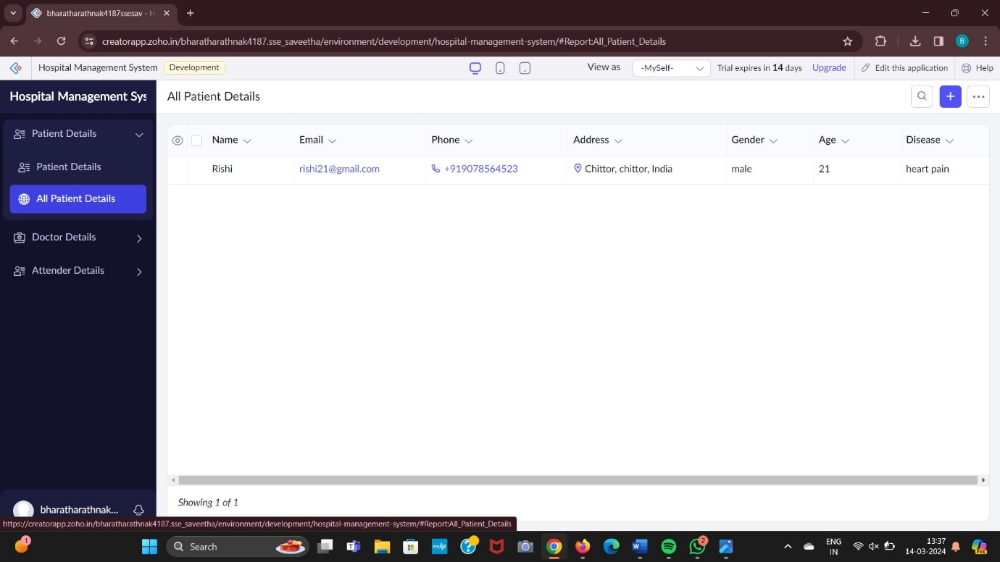 bharatharathnak4187ssesav - H
creatorapp.zoho.in/bharatharathnak4187.sse_saveetha/environment/development/hospital-management-system/#Report:All_Patient_Details
B
Hospital Management System Development View as -MySelf- Trial expires in 14 days Upgrade Edit this application Help
Hospital Management Sys
All Patient Details
Patient Details
Patient Details
All Patient Details
Doctor Details
Attender Details
Name Email Phone Address Gender Age Disease
Rishi rishi21@gmail.com +919078564523 Chittor, chittor, India male 21 heart pain
Showing 1 of 1
bharatharathnak...
https://creatorapp.zoho.in/bharatharathnak4187.sse_saveetha/environment/development/hospital-management-system/#Report:All_Patient_Details
1
Search
myhp
2
ENG
IN
13:37
14-03-2024
PRE